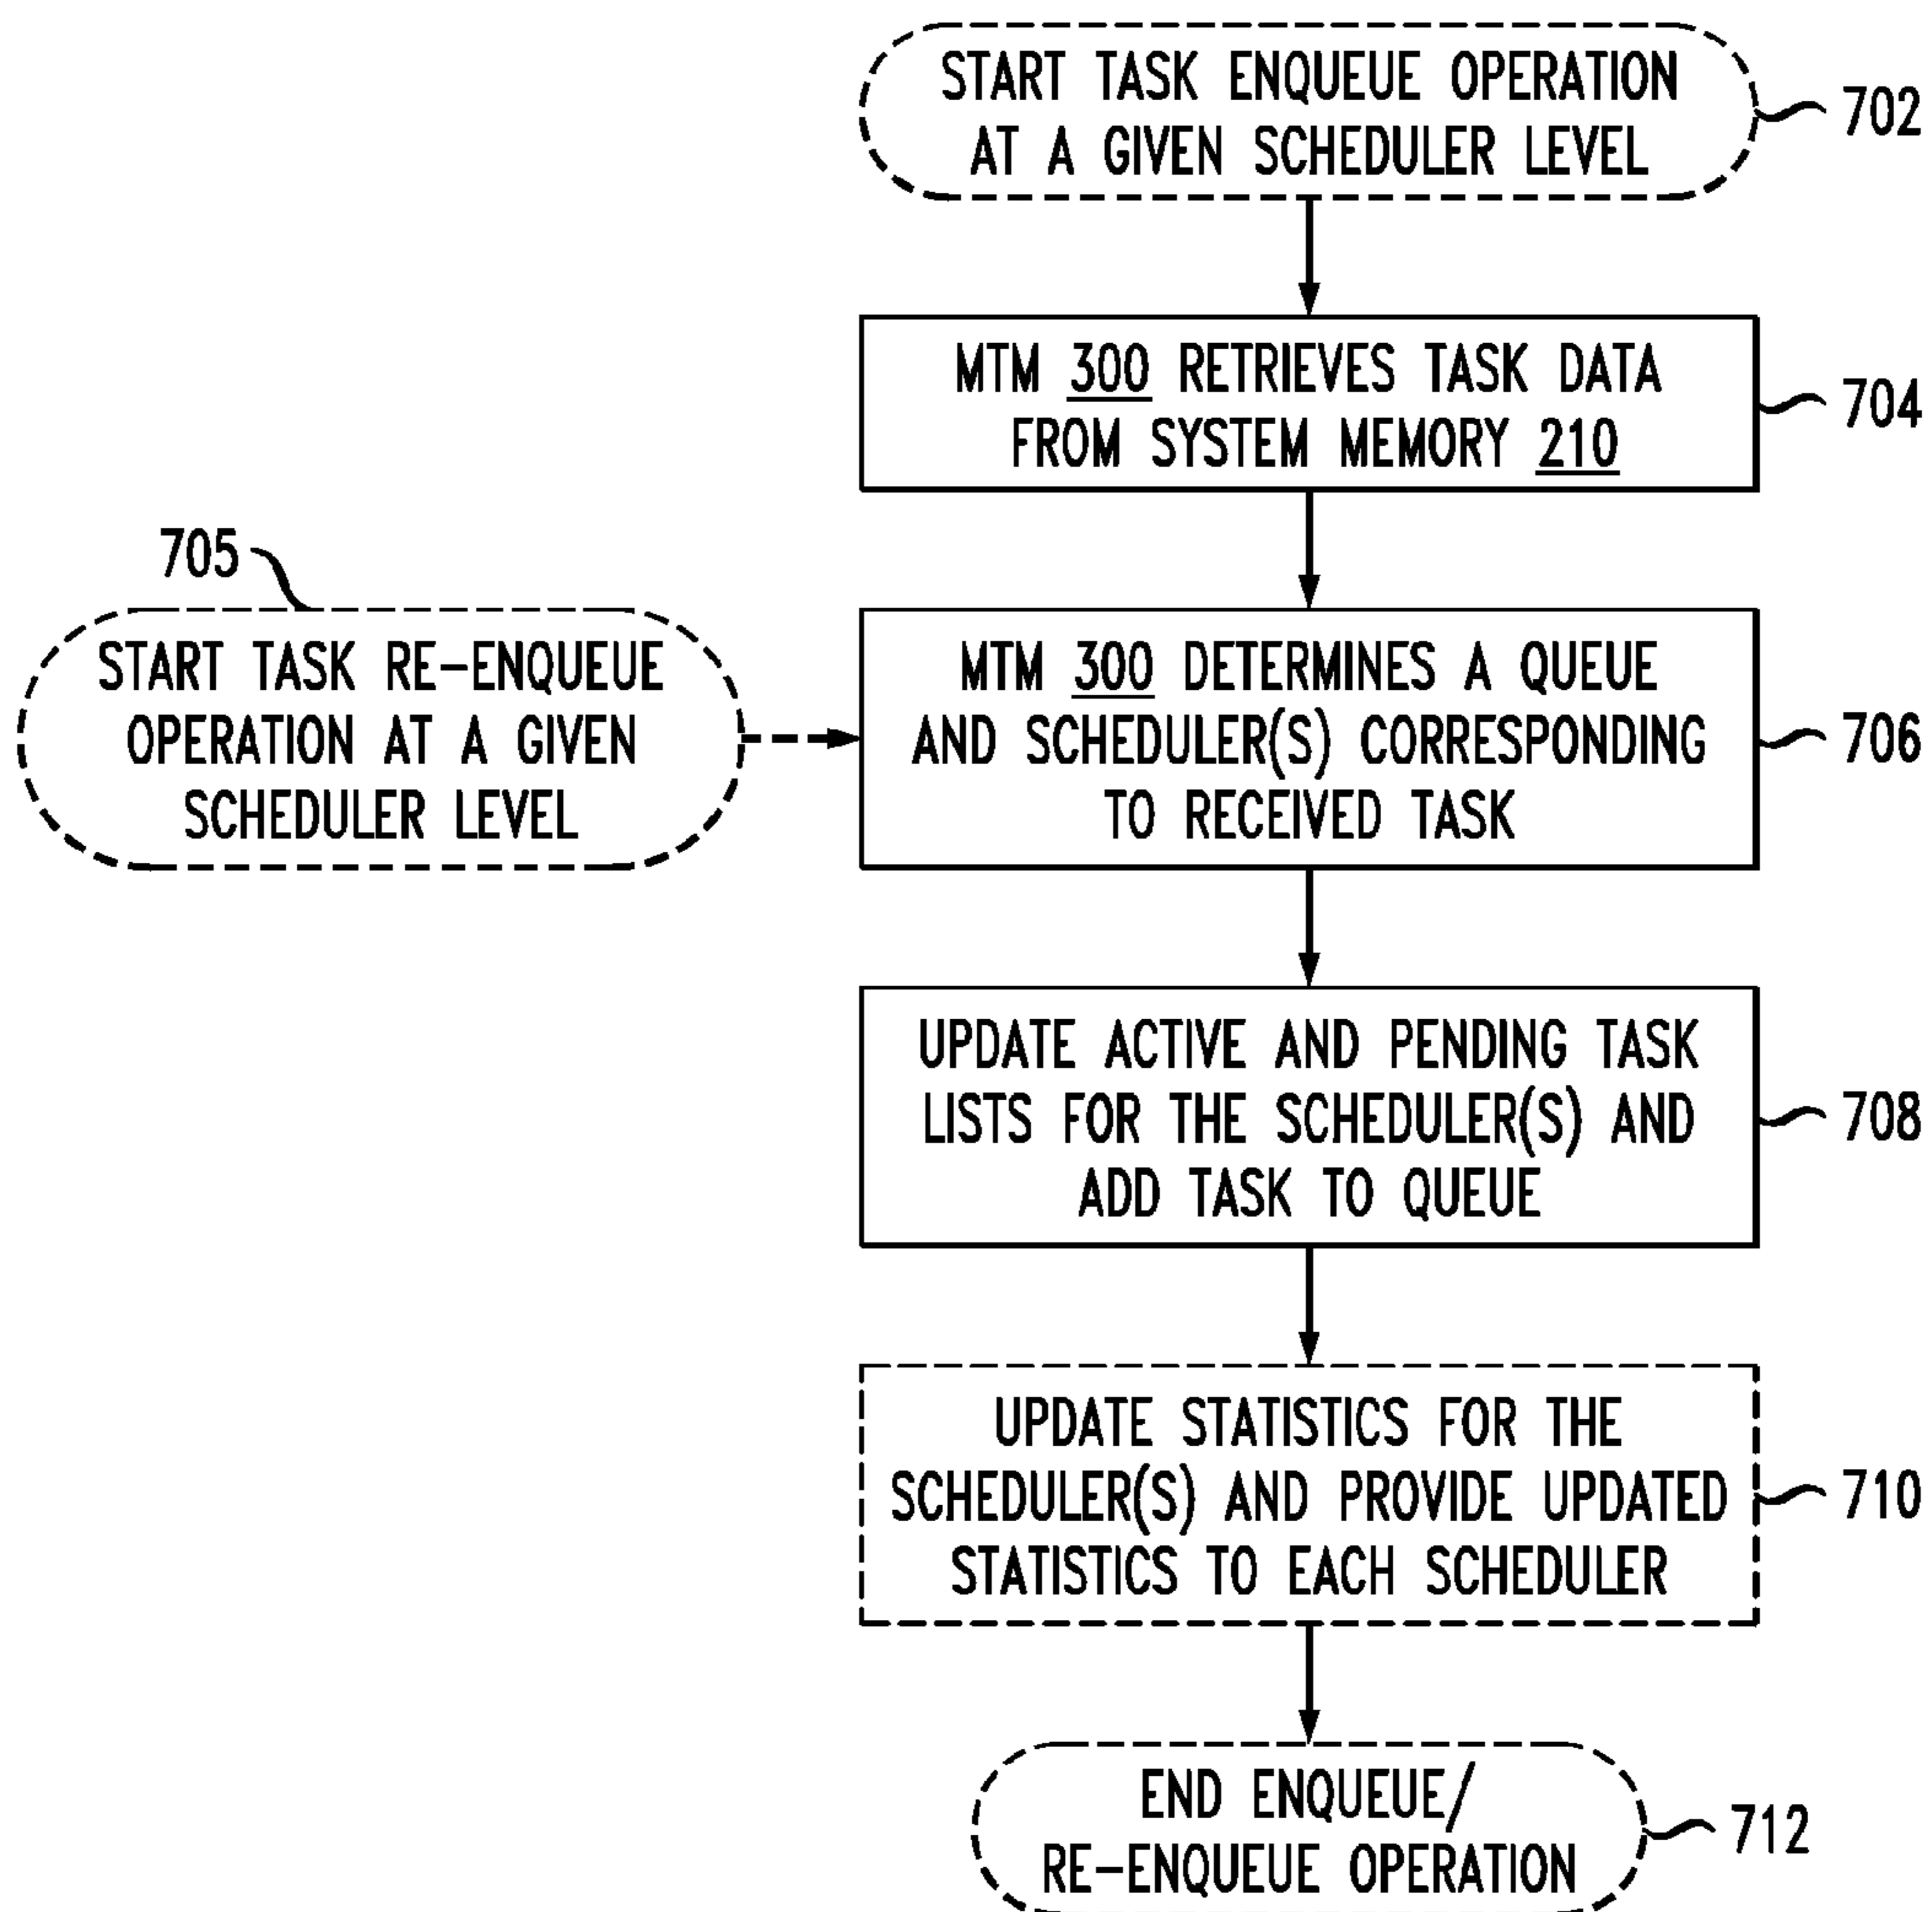 START TASK ENQUEUE OPERATION
AT A GIVEN SCHEDULER LEVEL
702
MTM 300 RETRIEVES TASK DATA
FROM SYSTEM MEMORY 210
704
705
START TASK RE-ENQUEUE
OPERATION AT A GIVEN
SCHEDULER LEVEL
MTM 300 DETERMINES A QUEUE
AND SCHEDULER(S) CORRESPONDING
TO RECEIVED TASK
706
UPDATE ACTIVE AND PENDING TASK
LISTS FOR THE SCHEDULER(S) AND
ADD TASK TO QUEUE
708
UPDATE STATISTICS FOR THE
SCHEDULER(S) AND PROVIDE UPDATED
STATISTICS TO EACH SCHEDULER
710
END ENQUEUE/
RE-ENQUEUE OPERATION
712